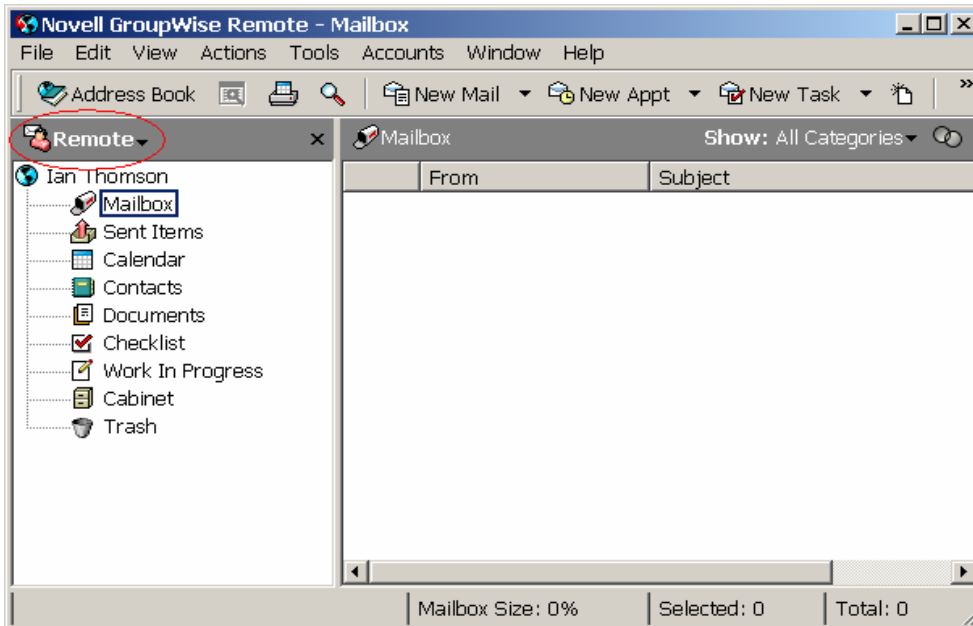 Novell GroupWise Remote - Mailbox
File Edit View Actions Tools Accounts Window Help
Address Book New Mail New Appt New Task »
Remote Mailbox Show: All Categories
Ian Thomson From Subject
Mailbox
Sent Items
Calendar
Contacts
Documents
Checklist
Work In Progress
Cabinet
Trash
Mailbox Size: 0% Selected: 0 Total: 0